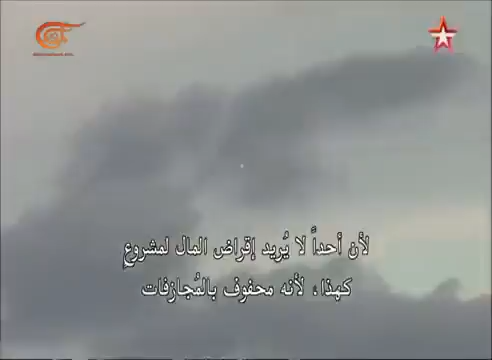 لأن أحداً لا يُريد إقراض المال لمشروعٍ
كهذا، لأنه محفوف بالمُجازفات